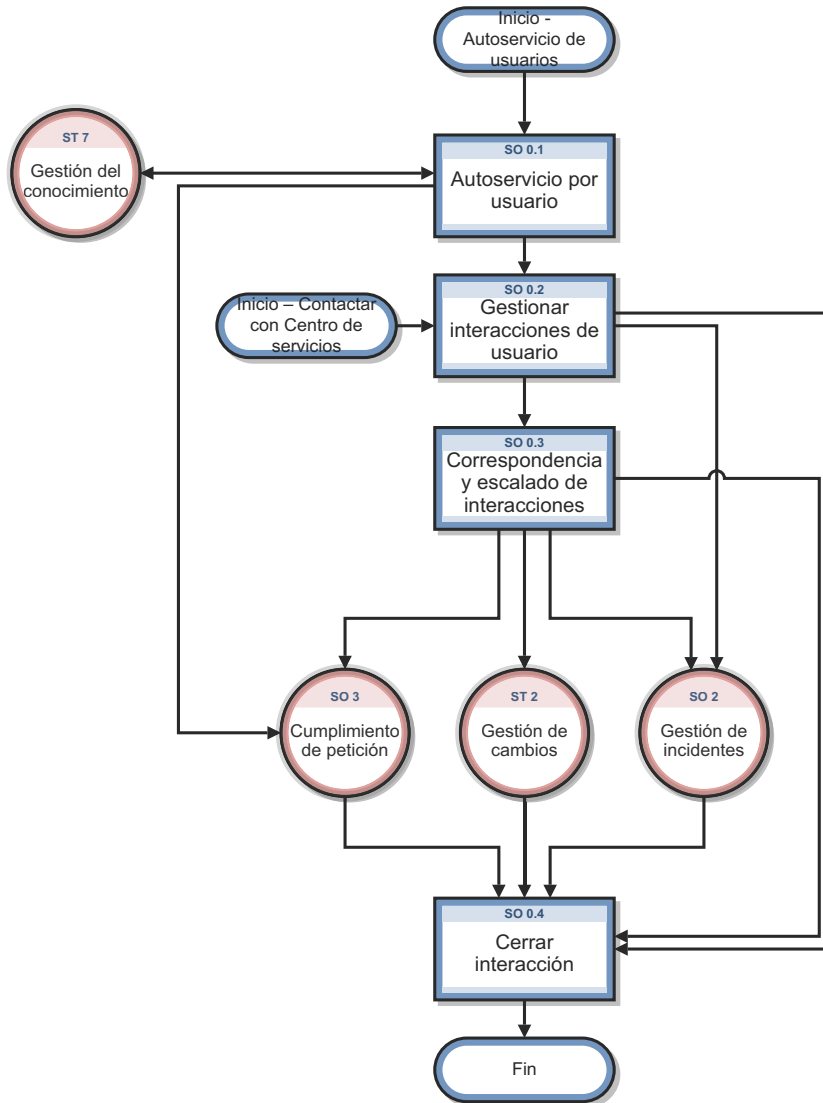 Inicio -
Autoservicio de
usuarios
ST 7
Gestión del
conocimiento
SO 0.1
Autoservicio por
usuario
Inicio – Contactar
con Centro de
servicios
SO 0.2
Gestionar
interacciones de
usuario
SO 0.3
Correspondencia
y escalado de
interacciones
SO 3
Cumplimiento
de petición
ST 2
Gestión de
cambios
SO 2
Gestión de
incidentes
SO 0.4
Cerrar
interacción
Fin